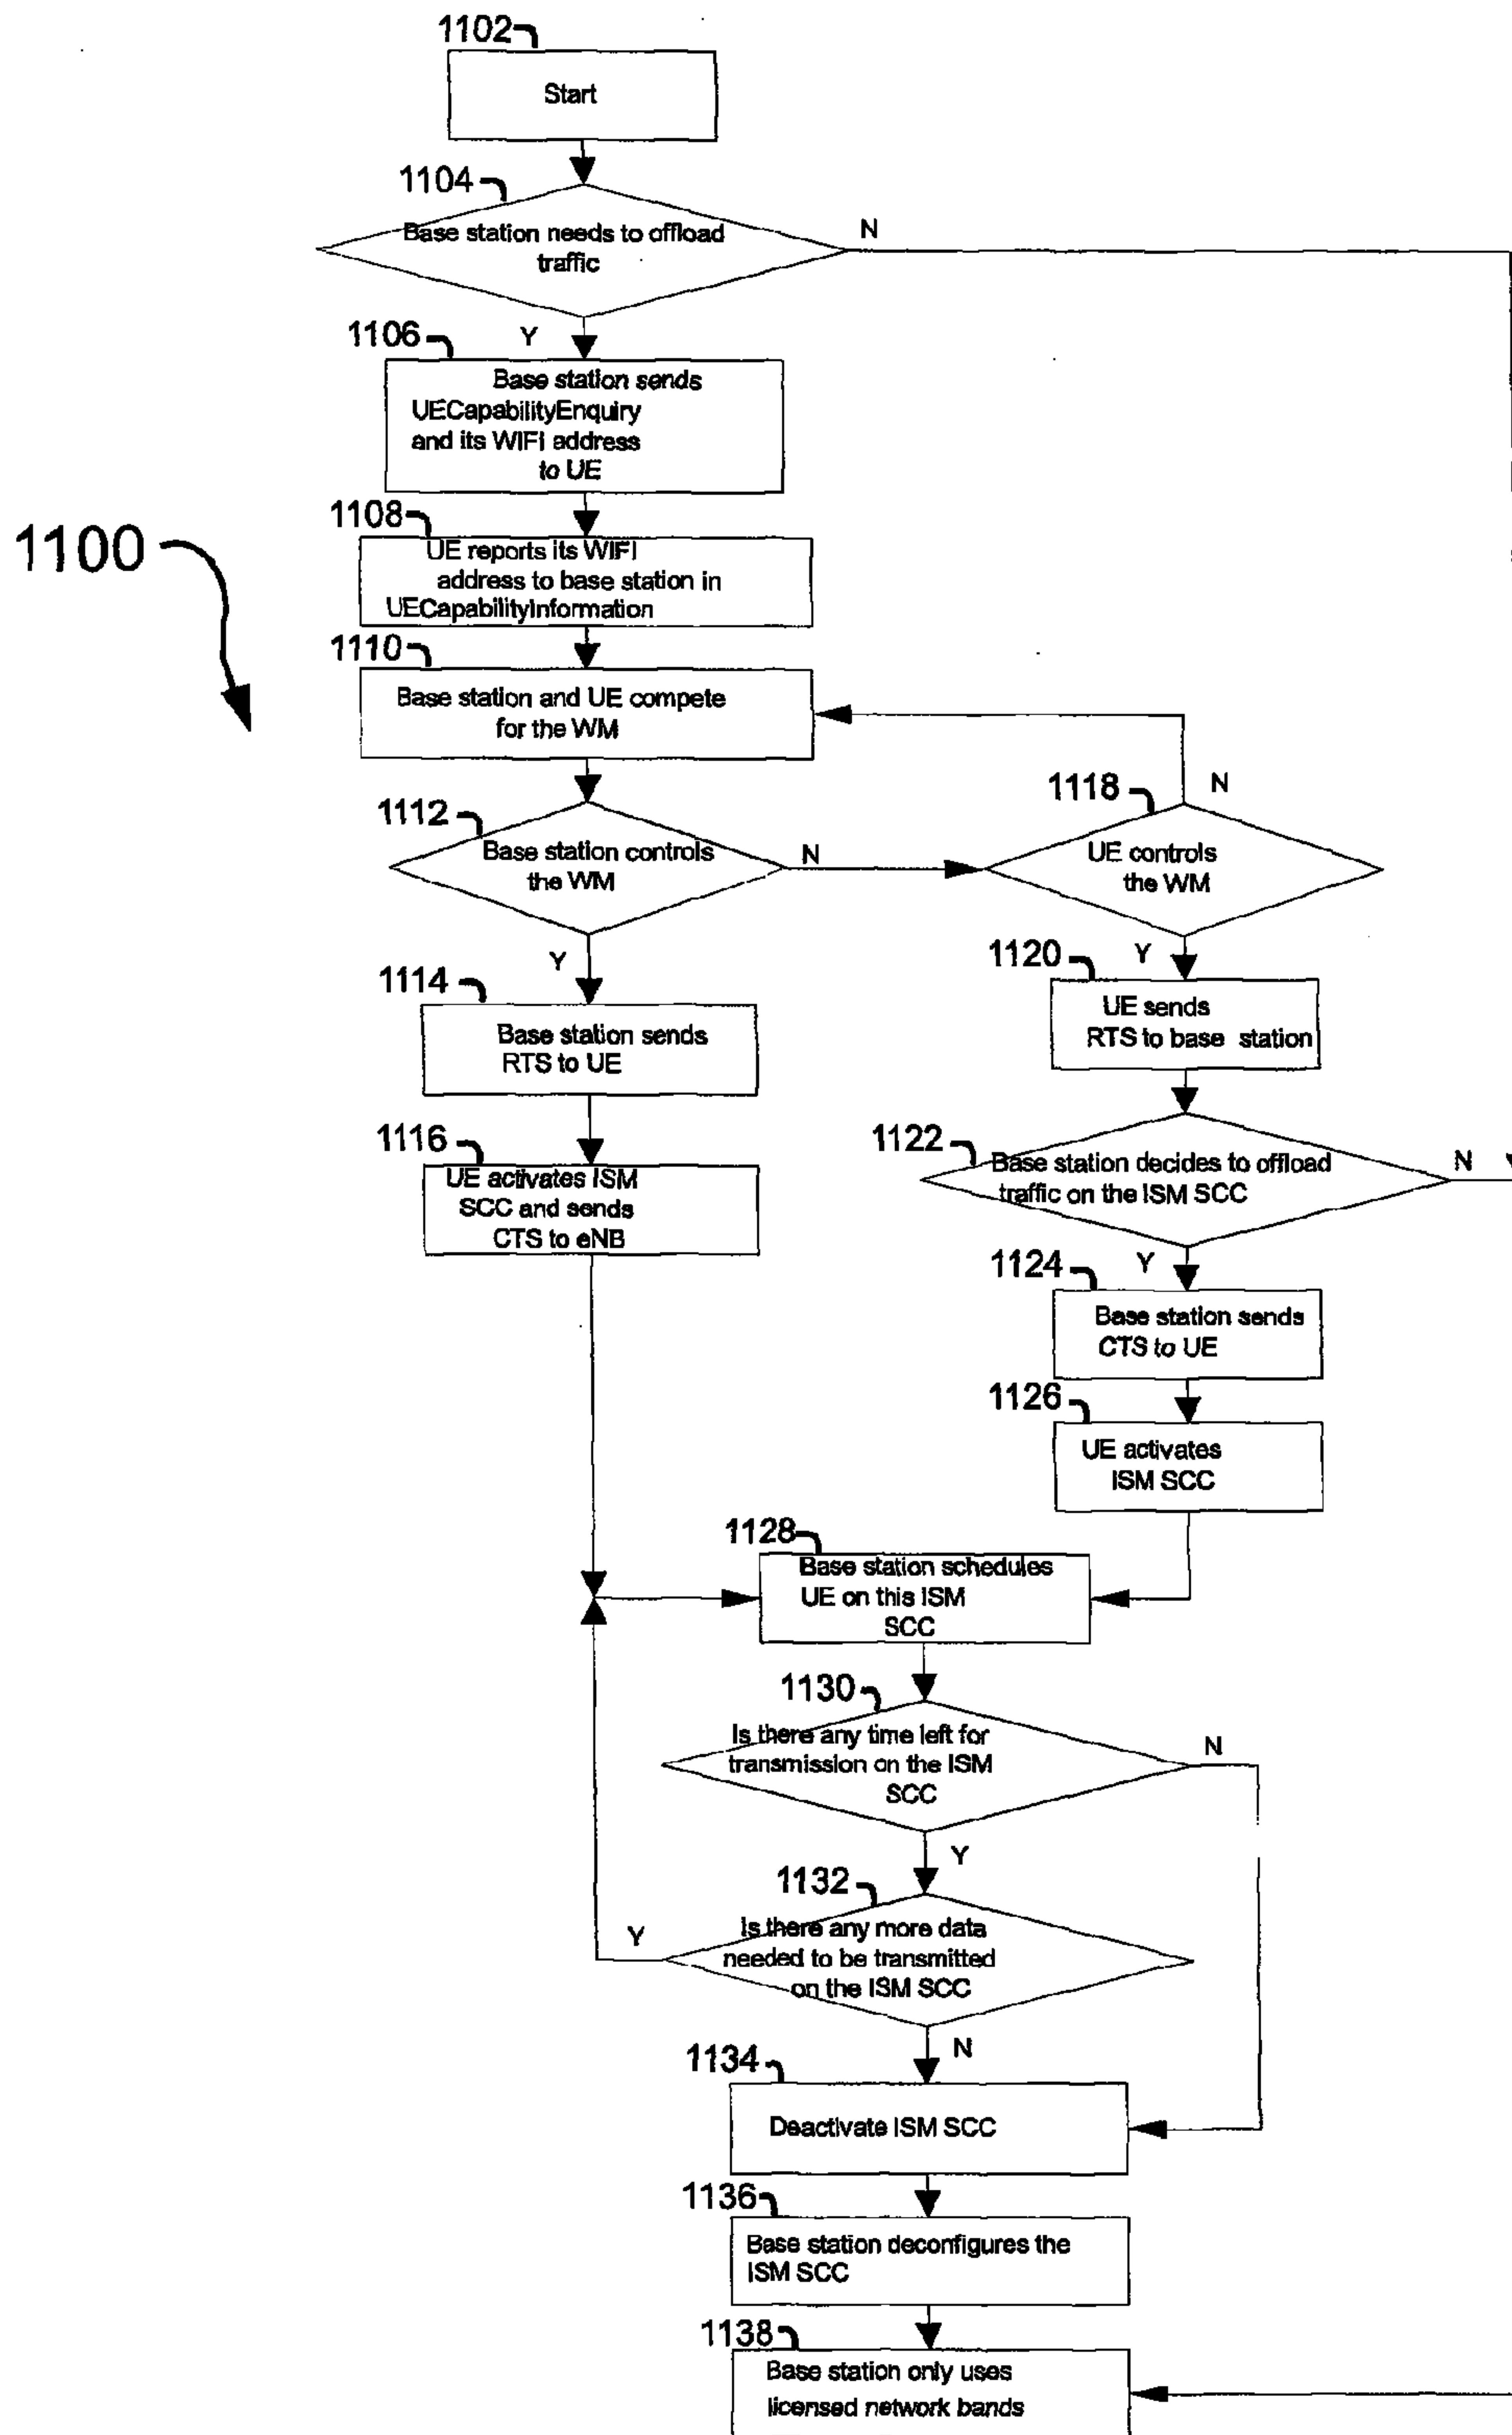 1102
Start
1104
Base station needs to offload
traffic
N
Y
1106
Base station sends
UECapabilityEnquiry
and its WIFI address
to UE
1100
1108
UE reports its WIFI
address to base station in
UECapabilityInformation
1110
Base station and UE compete
for the WM
1112
Base station controls
the WM
N
1118
N
UE controls
the WM
Y
1114
Base station sends
RTS to UE
Y
1120
UE sends
RTS to base station
1116
UE activates ISM
SCC and sends
CTS to eNB
1122
Base station decides to offload
traffic on the ISM SCC
N
Y
1124
Base station sends
CTS to UE
1126
UE activates
ISM SCC
1128
Base station schedules
UE on this ISM
SCC
1130
Is there any time left for
transmission on the ISM
SCC
N
Y
1132
Is there any more data
needed to be transmitted
on the ISM SCC
Y
N
1134
Deactivate ISM SCC
1136
Base station deconfigures the
ISM SCC
1138
Base station only uses
licensed network bands